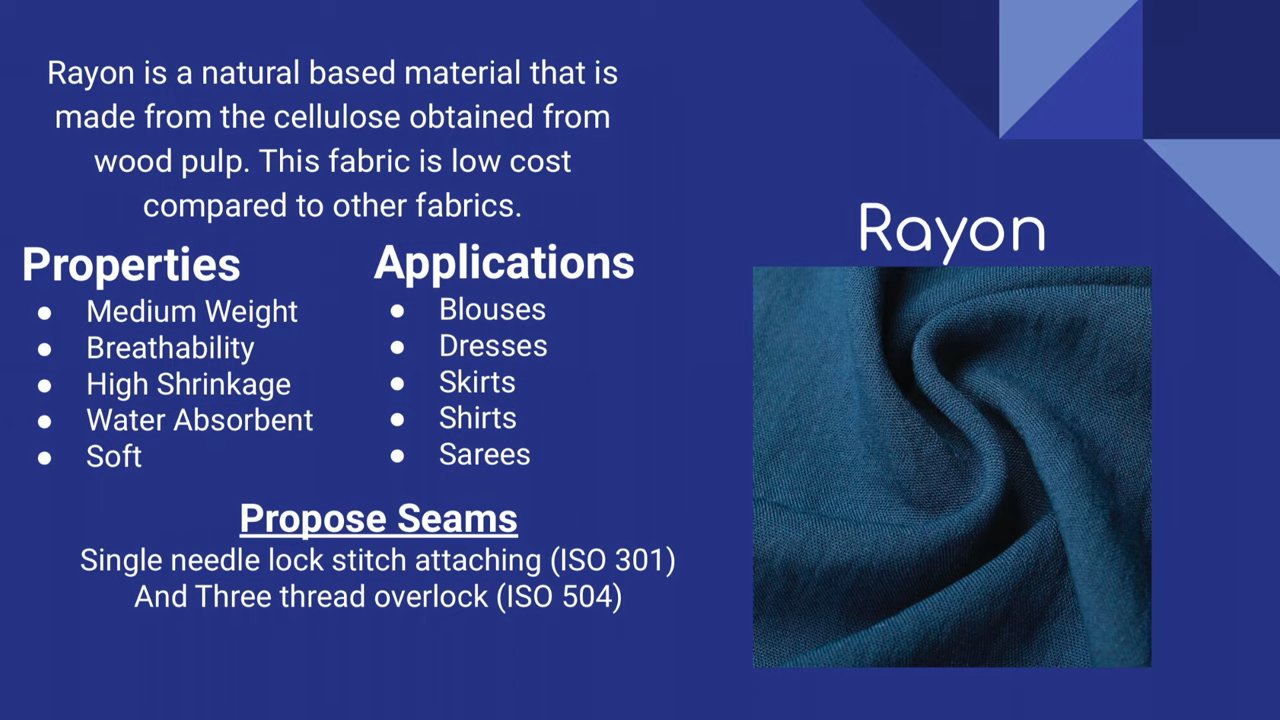 Rayon is a natural based material that is
made from the cellulose obtained from
wood pulp. This fabric is low cost
compared to other fabrics.
Properties
● Medium Weight
● Breathability
● High Shrinkage
● Water Absorbent
● Soft
Applications
● Blouses
● Dresses
● Skirts
● Shirts
● Sarees
Propose Seams
Single needle lock stitch attaching (ISO 301)
And Three thread overlock (ISO 504)
Rayon